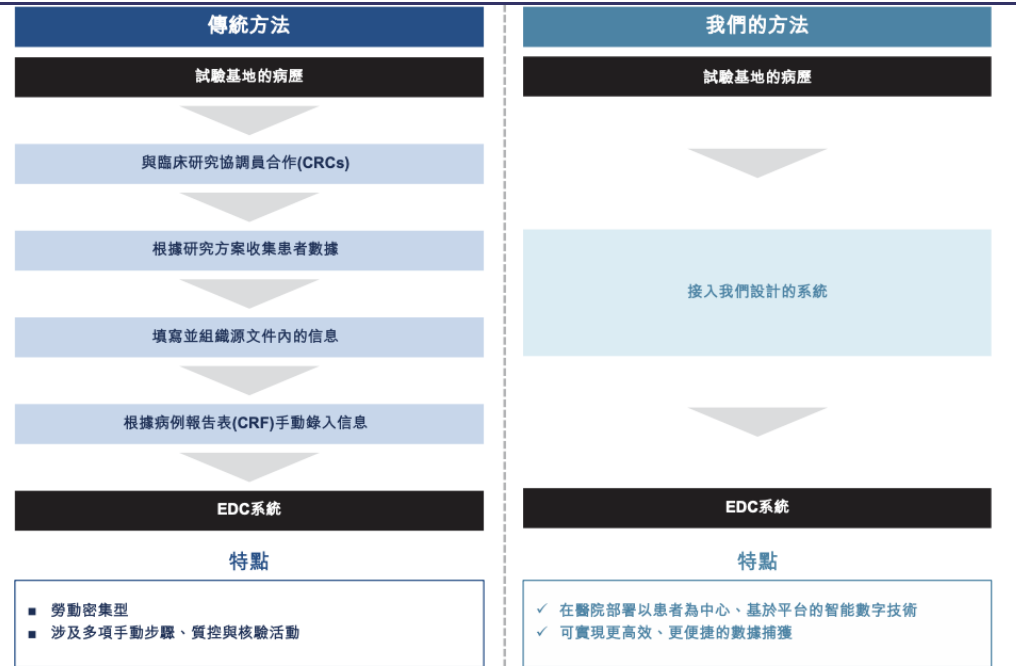 傳統方法
試驗基地的病歷
與臨床研究協調員合作(CRCs)
根據研究方案收集患者數據
填寫並組織源文件內的信息
根據病例報告表(CRF)手動錄入信息
EDC系統
特點
■ 勞動密集型
■ 涉及多項手動步驟、質控與核驗活動
我們的方法
試驗基地的病歷
接入我們設計的系統
EDC系統
特點
✓ 在醫院部署以患者為中心、基於平台的智能數字技術
✓ 可實現更高效、更便捷的數據捕獲